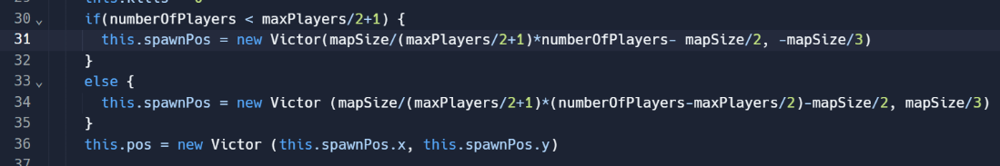 30 if(numberOfPlayers < maxPlayers/2+1) {
31 this.spawnPos = new Victor(mapSize/(maxPlayers/2+1)*numberOfPlayers- mapSize/2, -mapSize/3)
32 }
33 else {
34 this.spawnPos = new Victor (mapSize/(maxPlayers/2+1)*(numberOfPlayers-maxPlayers/2)-mapSize/2, mapSize/3)
35 }
36 this.pos = new Victor (this.spawnPos.x, this.spawnPos.y)
37